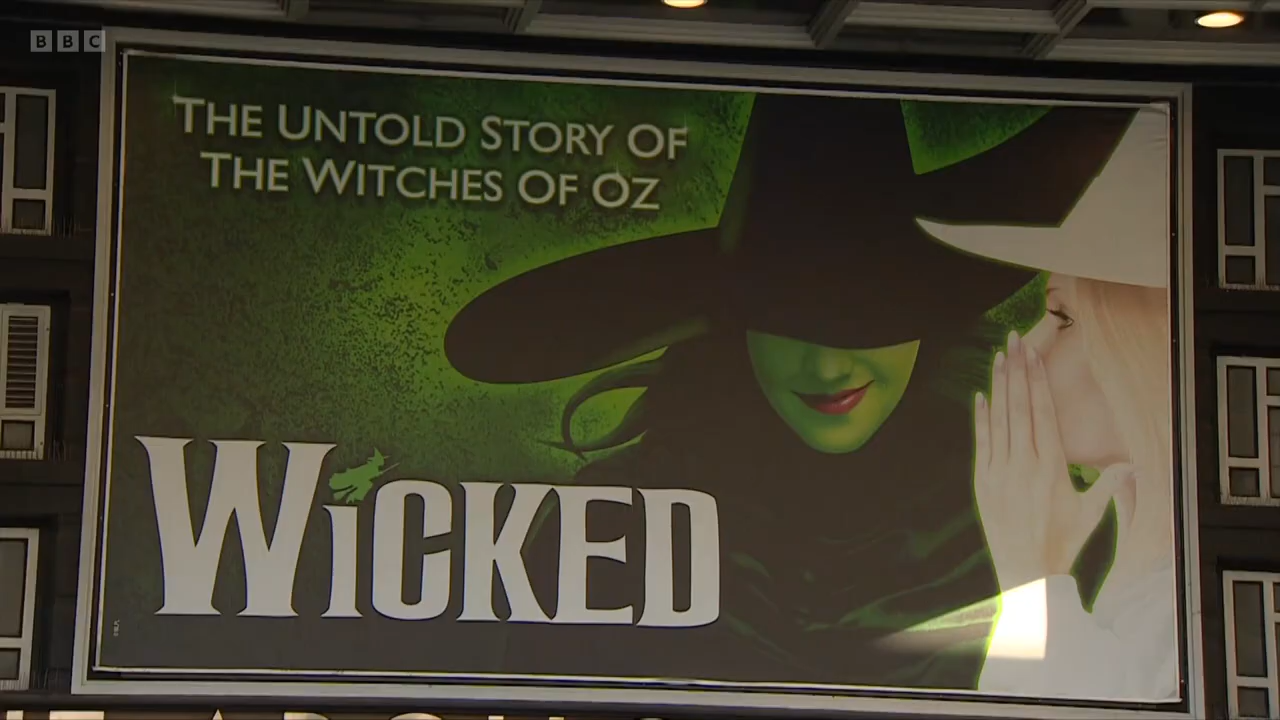 BBC
THE UNTOLD STORY OF
THE WITCHES OF OZ
WICKED